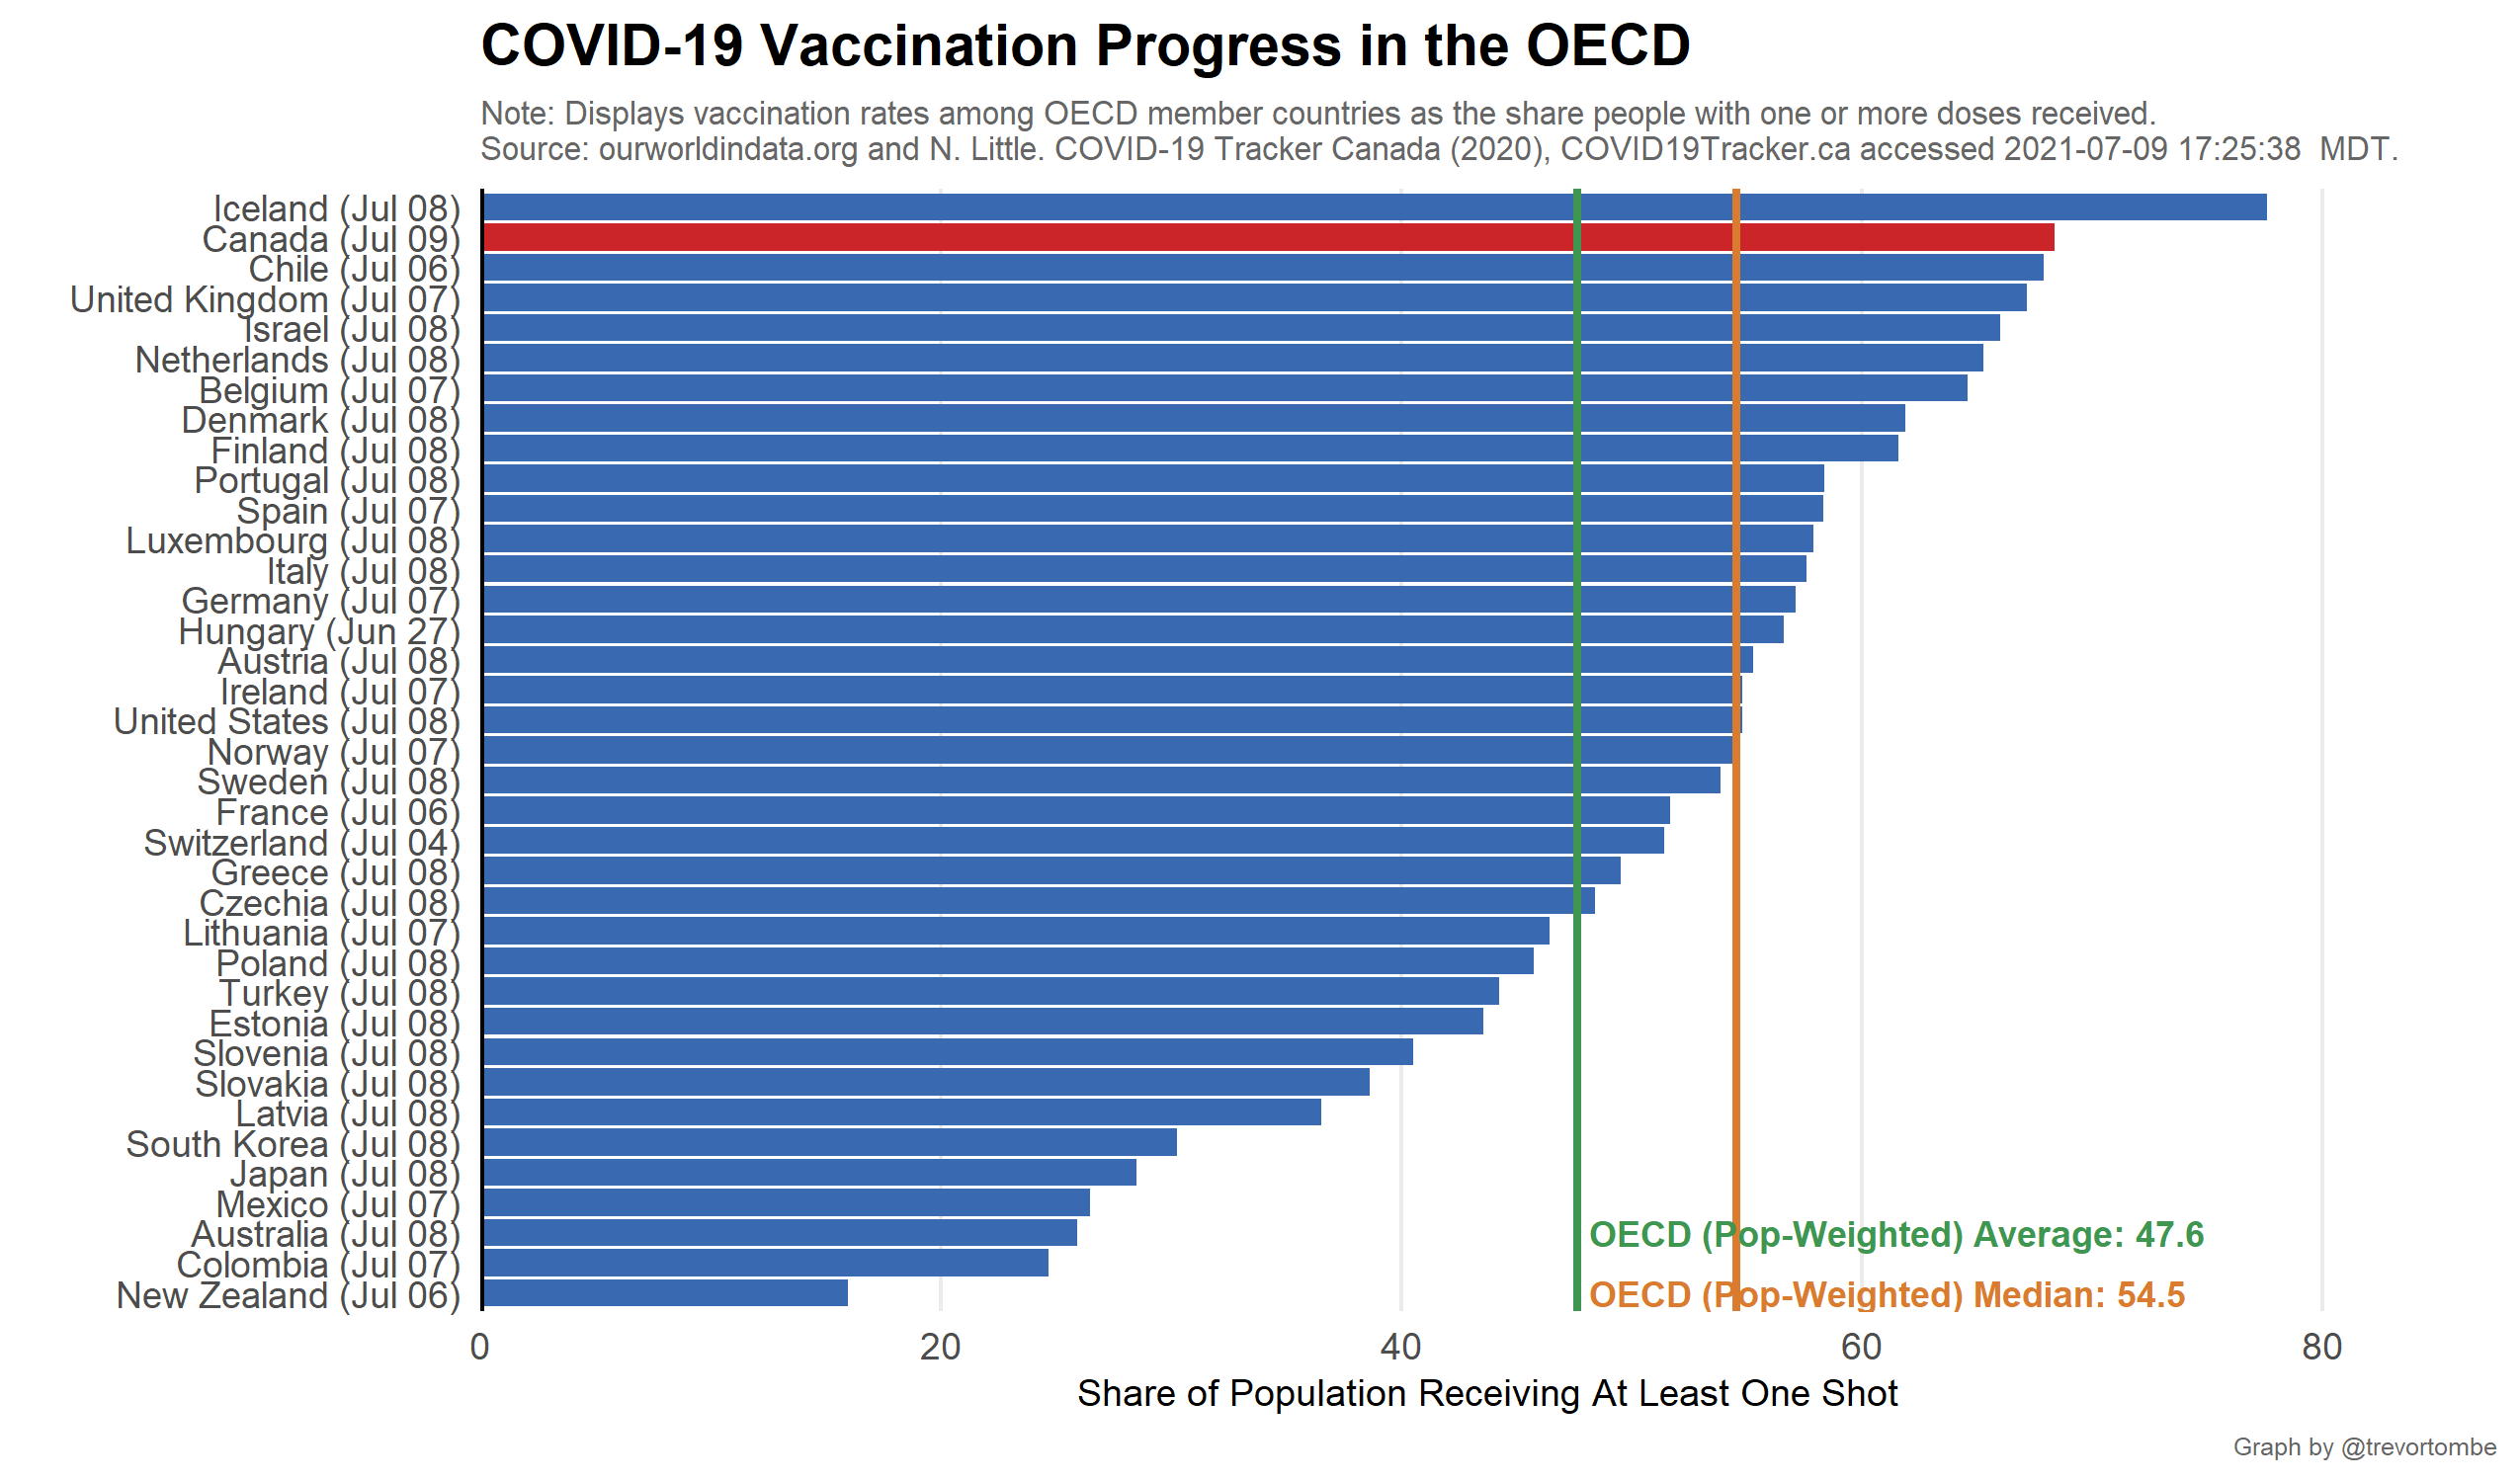 COVID-19 Vaccination Progress in the OECD
Note: Displays vaccination rates among OECD member countries as the share people with one or more doses received.
Source: ourworldindata.org and N. Little. COVID-19 Tracker Canada (2020), COVID19Tracker.ca accessed 2021-07-09 17:25:38  MDT.
Iceland (Jul 08)
Canada (Jul 09)
Chile (Jul 06)
United Kingdom (Jul 07)
Israel (Jul 08)
Netherlands (Jul 08)
Belgium (Jul 07)
Denmark (Jul 08)
Finland (Jul 08)
Portugal (Jul 08)
Spain (Jul 07)
Luxembourg (Jul 08)
Italy (Jul 08)
Germany (Jul 07)
Hungary (Jun 27)
Austria (Jul 08)
Ireland (Jul 07)
United States (Jul 08)
Norway (Jul 07)
Sweden (Jul 08)
France (Jul 06)
Switzerland (Jul 04)
Greece (Jul 08)
Czechia (Jul 08)
Lithuania (Jul 07)
Poland (Jul 08)
Turkey (Jul 08)
Estonia (Jul 08)
Slovenia (Jul 08)
Slovakia (Jul 08)
Latvia (Jul 08)
South Korea (Jul 08)
Japan (Jul 08)
Mexico (Jul 07)
Australia (Jul 08)
Colombia (Jul 07)
New Zealand (Jul 06)
OECD (Pop-Weighted) Average: 47.6
OECD (Pop-Weighted) Median: 54.5
0 20 40 60 80
Share of Population Receiving At Least One Shot
Graph by @trevortombe